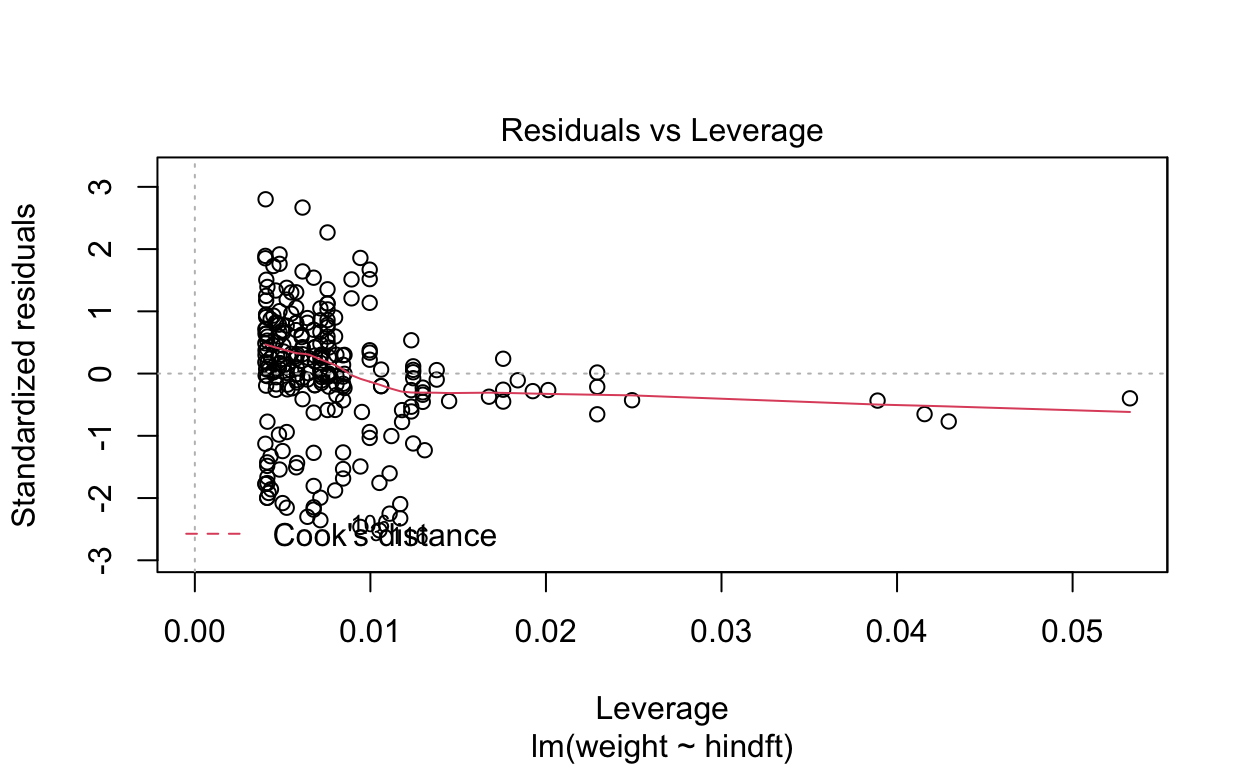 Residuals vs Leverage
Standardized residuals
3
2
1
0
-1
-2
-3
Cook's distance
0.00 0.01 0.02 0.03 0.04 0.05
Leverage
lm(weight ~ hindft)